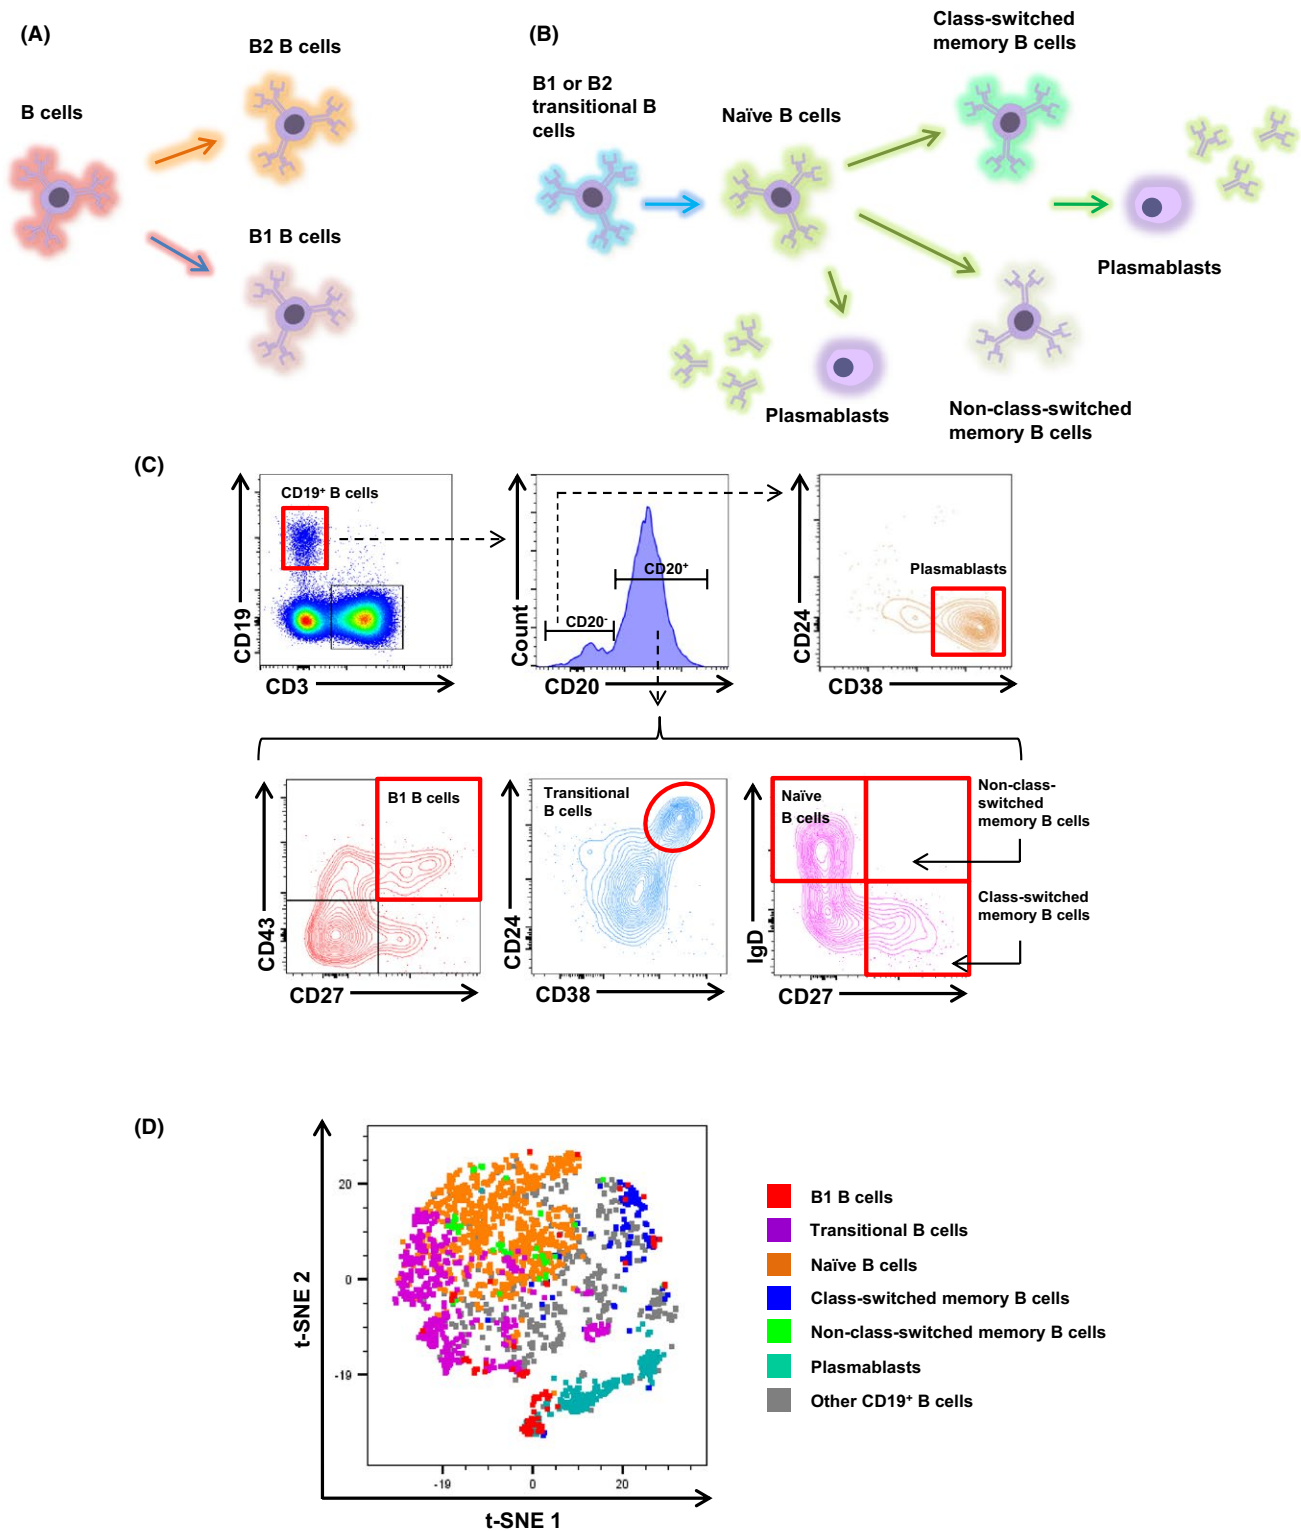 (A)
B cells
B2 B cells
B1 B cells
(B)
B1 or B2
transitional B
cells
Naïve B cells
Class-switched
memory B cells
Plasmablasts
Plasmablasts
Non-class-switched
memory B cells
(C)
CD19⁺ B cells
CD19
CD3
CD20⁺
CD20⁻
Count
CD20
Plasmablasts
CD24
CD38
B1 B cells
CD43
CD27
Transitional
B cells
CD24
CD38
Naïve
B cells
IgD
CD27
Non-class-
switched
memory B cells
Class-switched
memory B cells
(D)
t-SNE 2
20
0
-19
-19
0
20
t-SNE 1
B1 B cells
Transitional B cells
Naïve B cells
Class-switched memory B cells
Non-class-switched memory B cells
Plasmablasts
Other CD19⁺ B cells